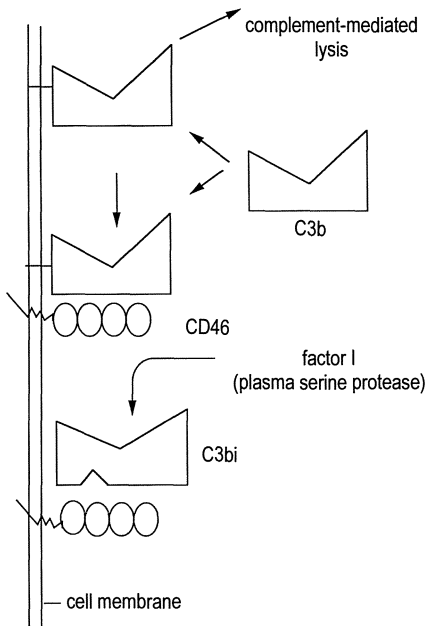 complement-mediated
lysis
C3b
CD46
factor I
(plasma serine protease)
C3bi
cell membrane